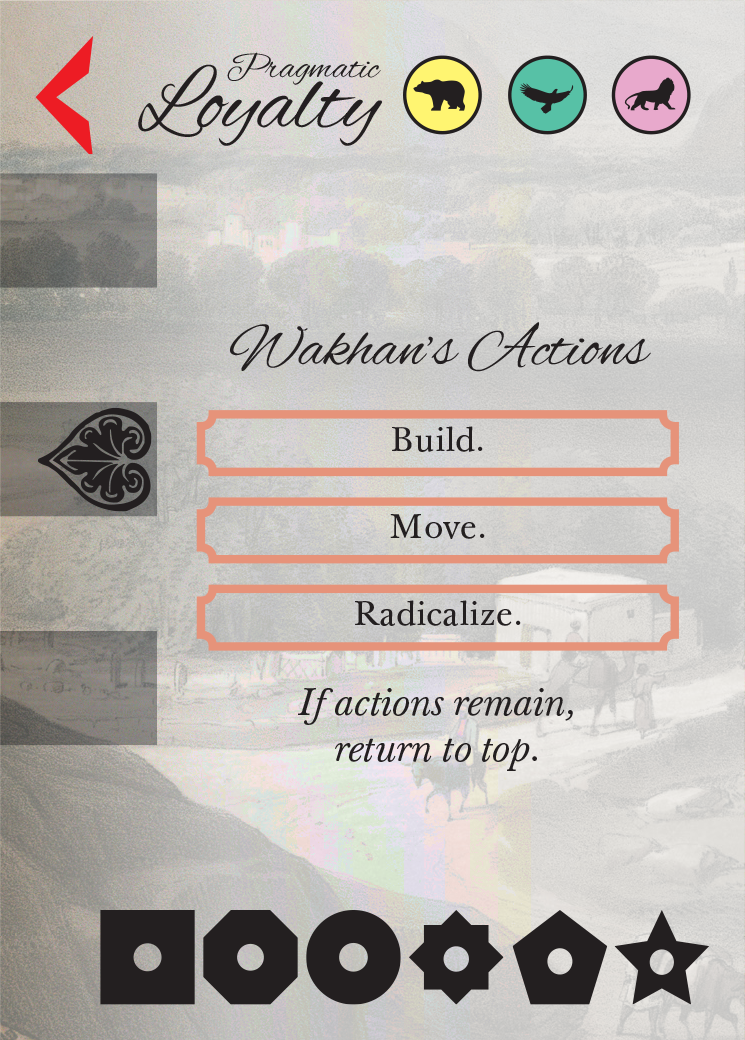 Pragmatic
Loyalty
Wakhan's Actions
Build.
Move.
Radicalize.
If actions remain,
return to top.